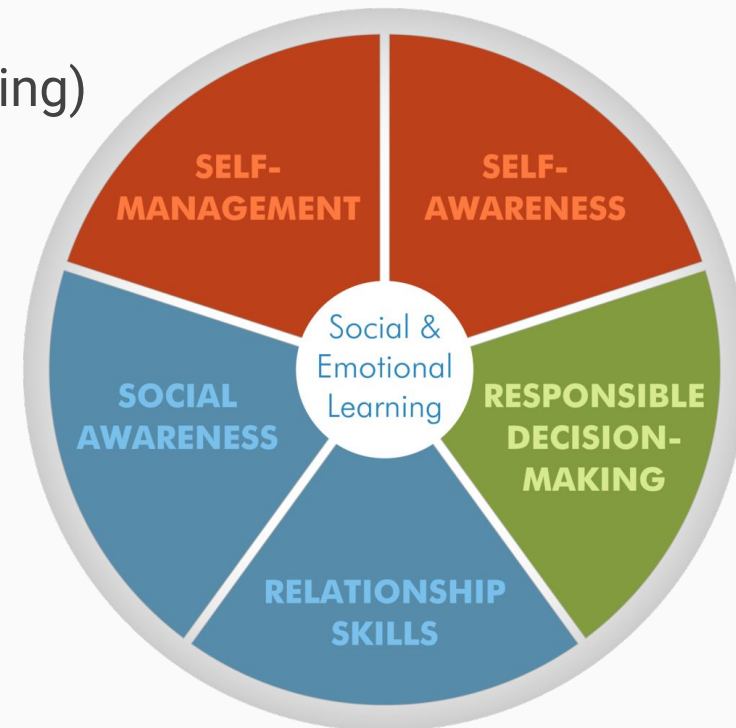 ing)
SELF-
MANAGEMENT
SELF-
AWARENESS
Social &
Emotional
Learning
SOCIAL
AWARENESS
RESPONSIBLE
DECISION-
MAKING
RELATIONSHIP
SKILLS